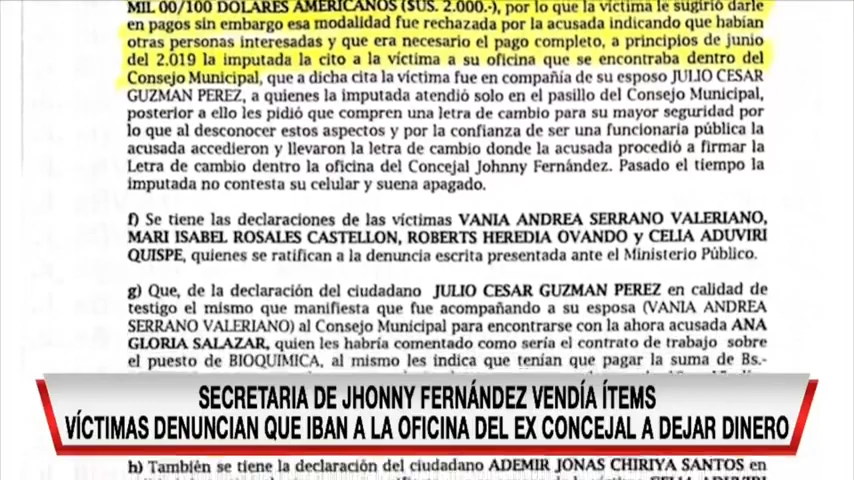 MIL 00/100 DOLARES AMERICANOS ($US. 2.000.-), por lo que la víctima le sugirió darle
en pagos sin embargo esa modalidad fue rechazada por la acusada indicando que habían
otras personas interesadas y que era necesario el pago completo, a principios de junio
del 2.019 la imputada la cito a la víctima a su oficina que se encontraba dentro del
Consejo Municipal, que a dicha cita la víctima fue en compañía de su esposo JULIO CESAR
GUZMAN PEREZ, a quienes la imputada atendió solo en el pasillo del Consejo Municipal,
posterior a ello les pidió que compren una letra de cambio para su mayor seguridad por
lo que al desconocer estos aspectos y por la confianza de ser una funcionaria pública la
acusada accedieron y llevaron la letra de cambio donde la acusada procedió a firmar la
Letra de cambio dentro la oficina del Concejal Johnny Fernández. Pasado el tiempo la
imputada no contesta su celular y suena apagado.
f) Se tiene las declaraciones de las víctimas VANIA ANDREA SERRANO VALERIANO,
MARI ISABEL ROSALES CASTELLON, ROBERTS HEREDIA OVANDO y CELIA ADUVIRI
QUISPE, quienes se ratifican a la denuncia escrita presentada ante el Ministerio Público.
g) Que, de la declaración del ciudadano JULIO CESAR GUZMAN PEREZ en calidad de
testigo el mismo que manifiesta que fue acompañando a su esposa (VANIA ANDREA
SERRANO VALERIANO) al Consejo Municipal para encontrarse con la ahora acusada ANA
GLORIA SALAZAR, quien les habría comentado como sería el contrato de trabajo sobre
el puesto de BIOQUIMICA, al mismo les indica que tenían que pagar la suma de Bs.-
SECRETARIA DE JHONNY FERNÁNDEZ VENDÍA ÍTEMS
VÍCTIMAS DENUNCIAN QUE IBAN A LA OFICINA DEL EX CONCEJAL A DEJAR DINERO
h) También se tiene la declaración del ciudadano ADEMIR JONAS CHIRIYA SANTOS en